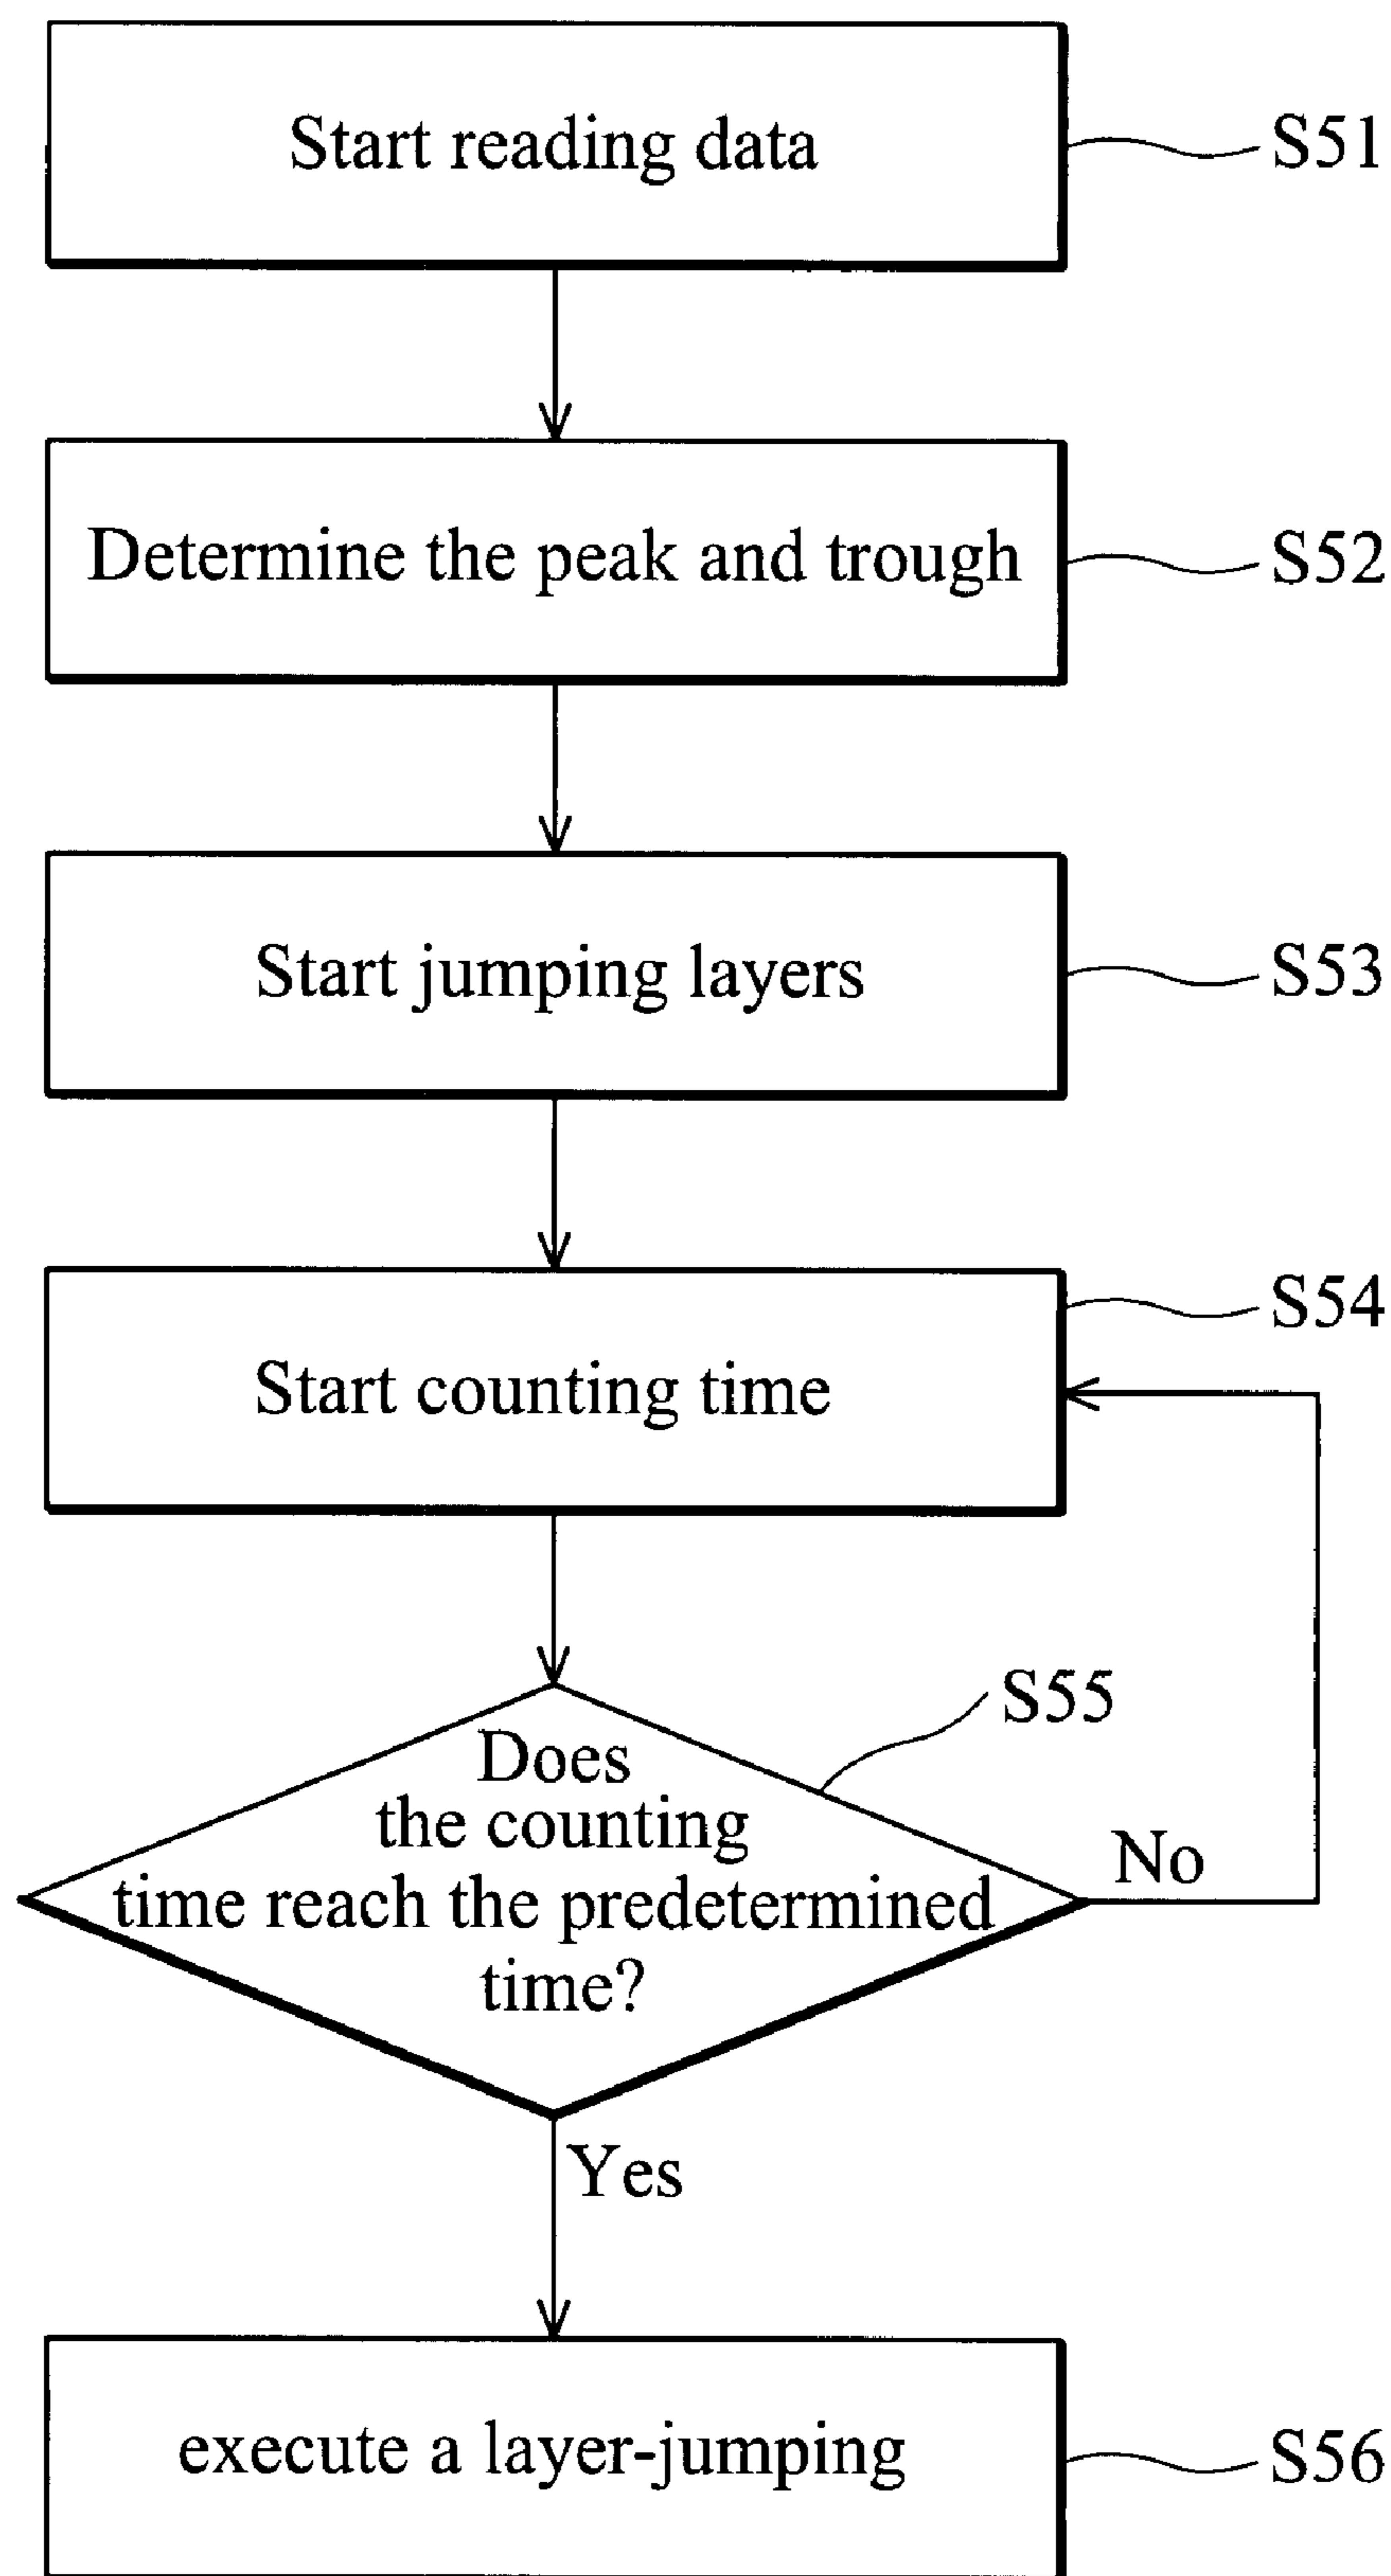 Start reading data
S51
Determine the peak and trough
S52
Start jumping layers
S53
S54
Start counting time
S55
Does
the counting
time reach the predetermined
time?
No
Yes
execute a layer-jumping
S56